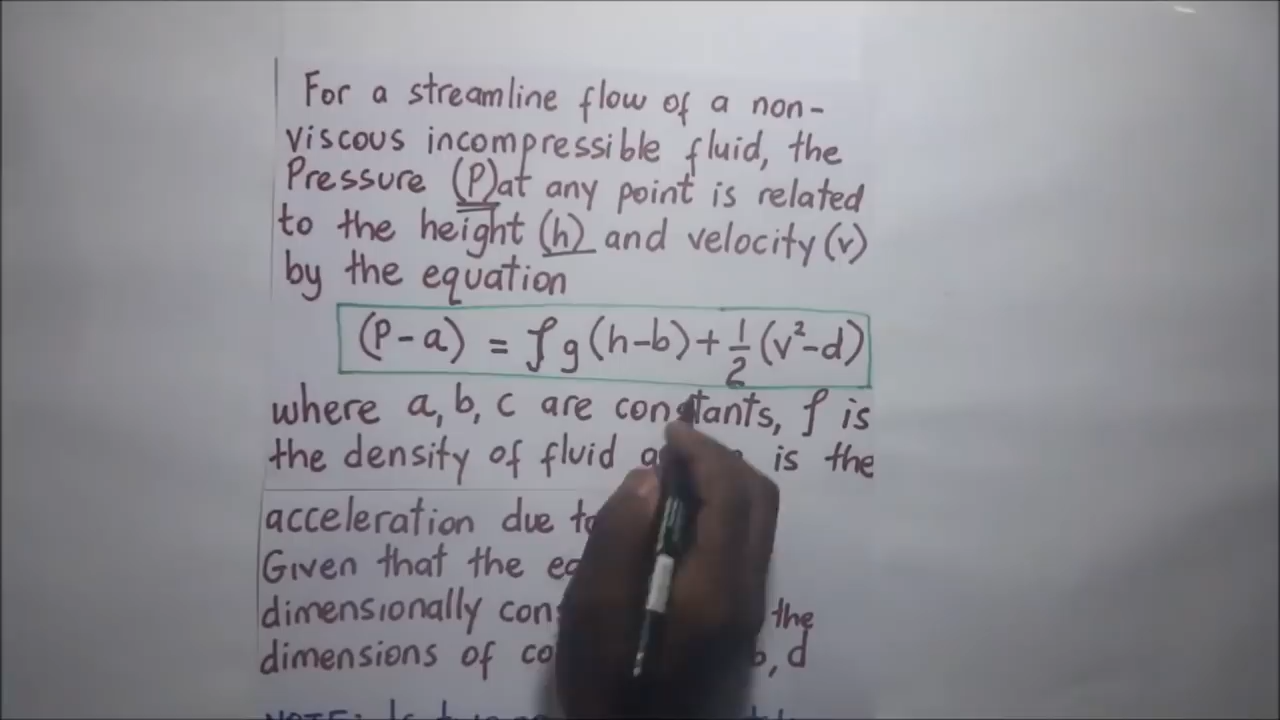 For a streamline flow of a non-
viscous incompressible fluid, the
Pressure (P) at any point is related
to the height (h) and velocity (v)
by the equation
(P-a) = ρg(h-b)+½(v²-d)
where a, b, c are constants, ρ is
the density of fluid is the
acceleration due
Given that the
dimensionally the
dimensions of d